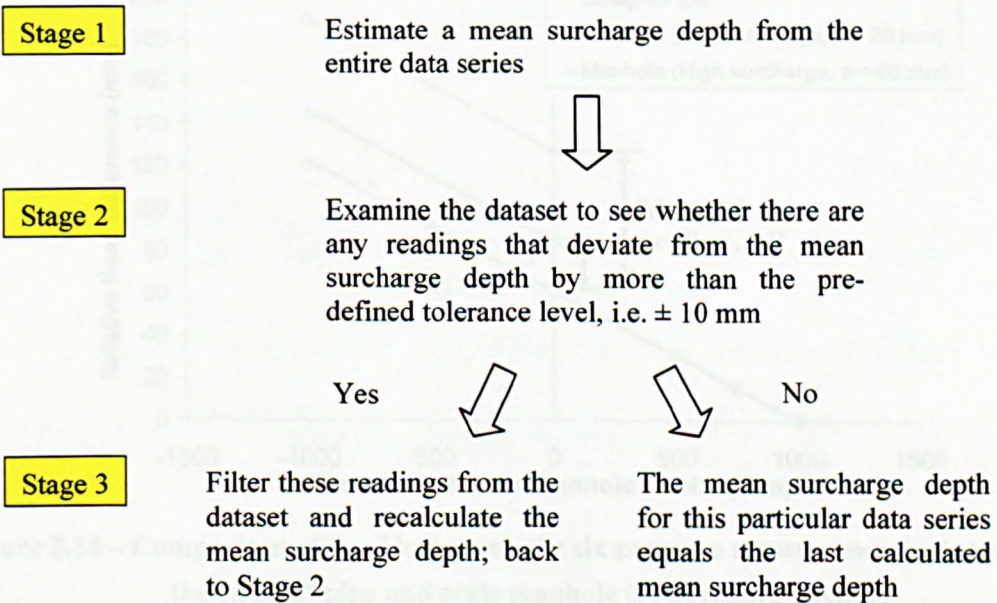 Stage 1
Estimate a mean surcharge depth from the
entire data series
Stage 2
Examine the dataset to see whether there are
any readings that deviate from the mean
surcharge depth by more than the pre-
defined tolerance level, i.e. ± 10 mm
Yes
No
Stage 3
Filter these readings from the
dataset and recalculate the
mean surcharge depth; back
to Stage 2
The mean surcharge depth
for this particular data series
equals the last calculated
mean surcharge depth